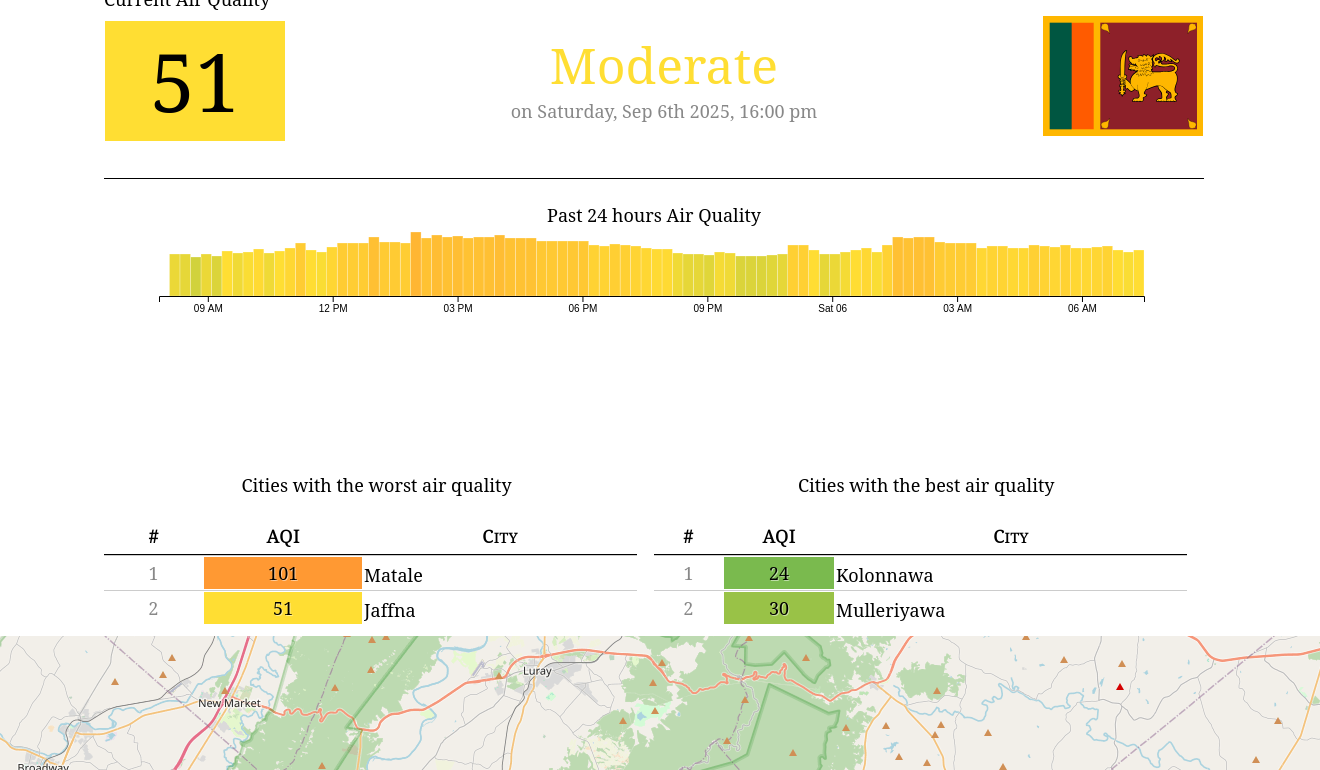 Current Air Quality
51
Moderate
on Saturday, Sep 6th 2025, 16:00 pm
Past 24 hours Air Quality
09 AM 12 PM 03 PM 06 PM 09 PM Sat 06 03 AM 06 AM
Cities with the worst air quality
# AQI City
1 101 Matale
2 51 Jaffna
Cities with the best air quality
# AQI City
1 24 Kolonnawa
2 30 Mulleriyawa
Luray
New Market
Broadway